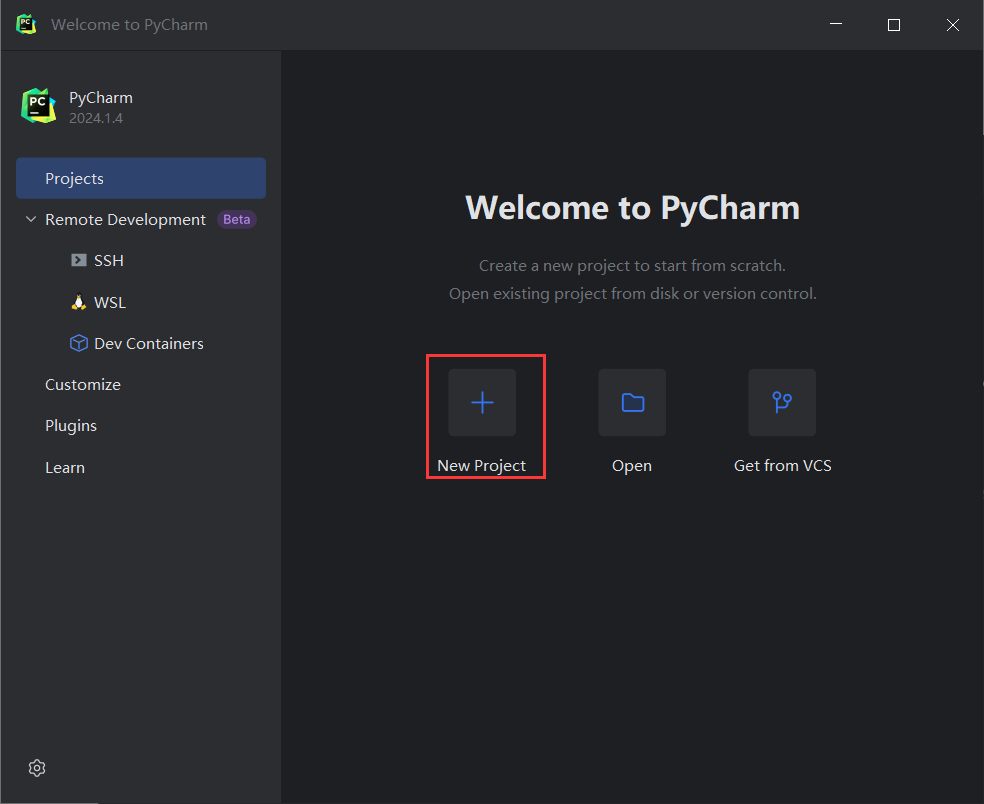 Welcome to PyCharm
PC
PyCharm
2024.1.4
Projects
Remote Development Beta
SSH
WSL
Dev Containers
Customize
Plugins
Learn
Welcome to PyCharm
Create a new project to start from scratch.
Open existing project from disk or version control.
New Project Open Get from VCS